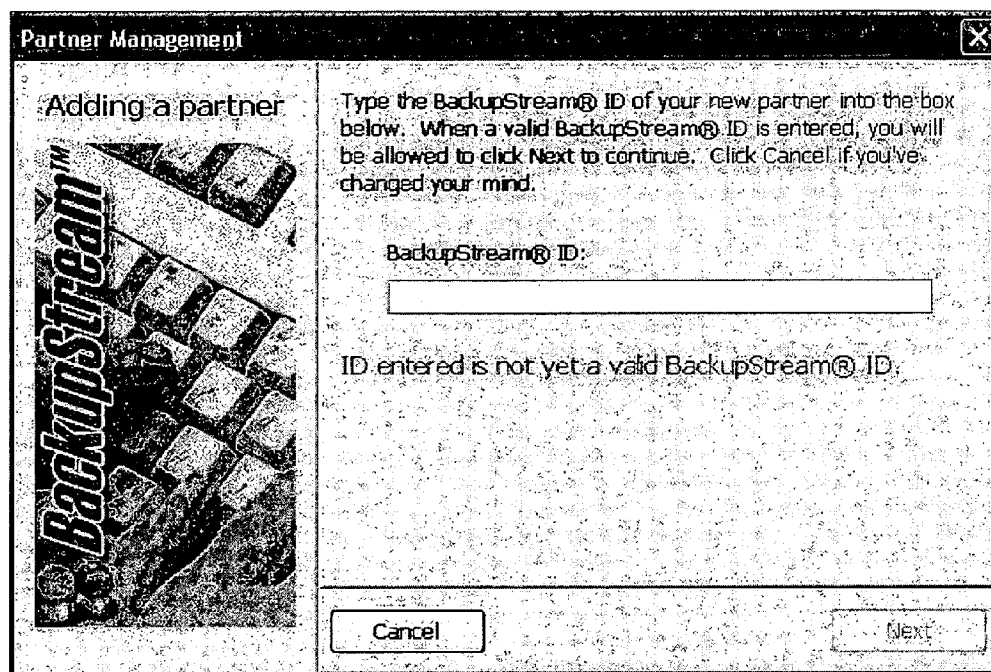 Partner Management
Adding a partner
BackupStream™
Type the BackupStream® ID of your new partner into the box
below. When a valid BackupStream® ID is entered, you will
be allowed to click Next to continue. Click Cancel if you've
changed your mind.
BackupStream® ID:
ID entered is not yet a valid BackupStream® ID.
Cancel
Next